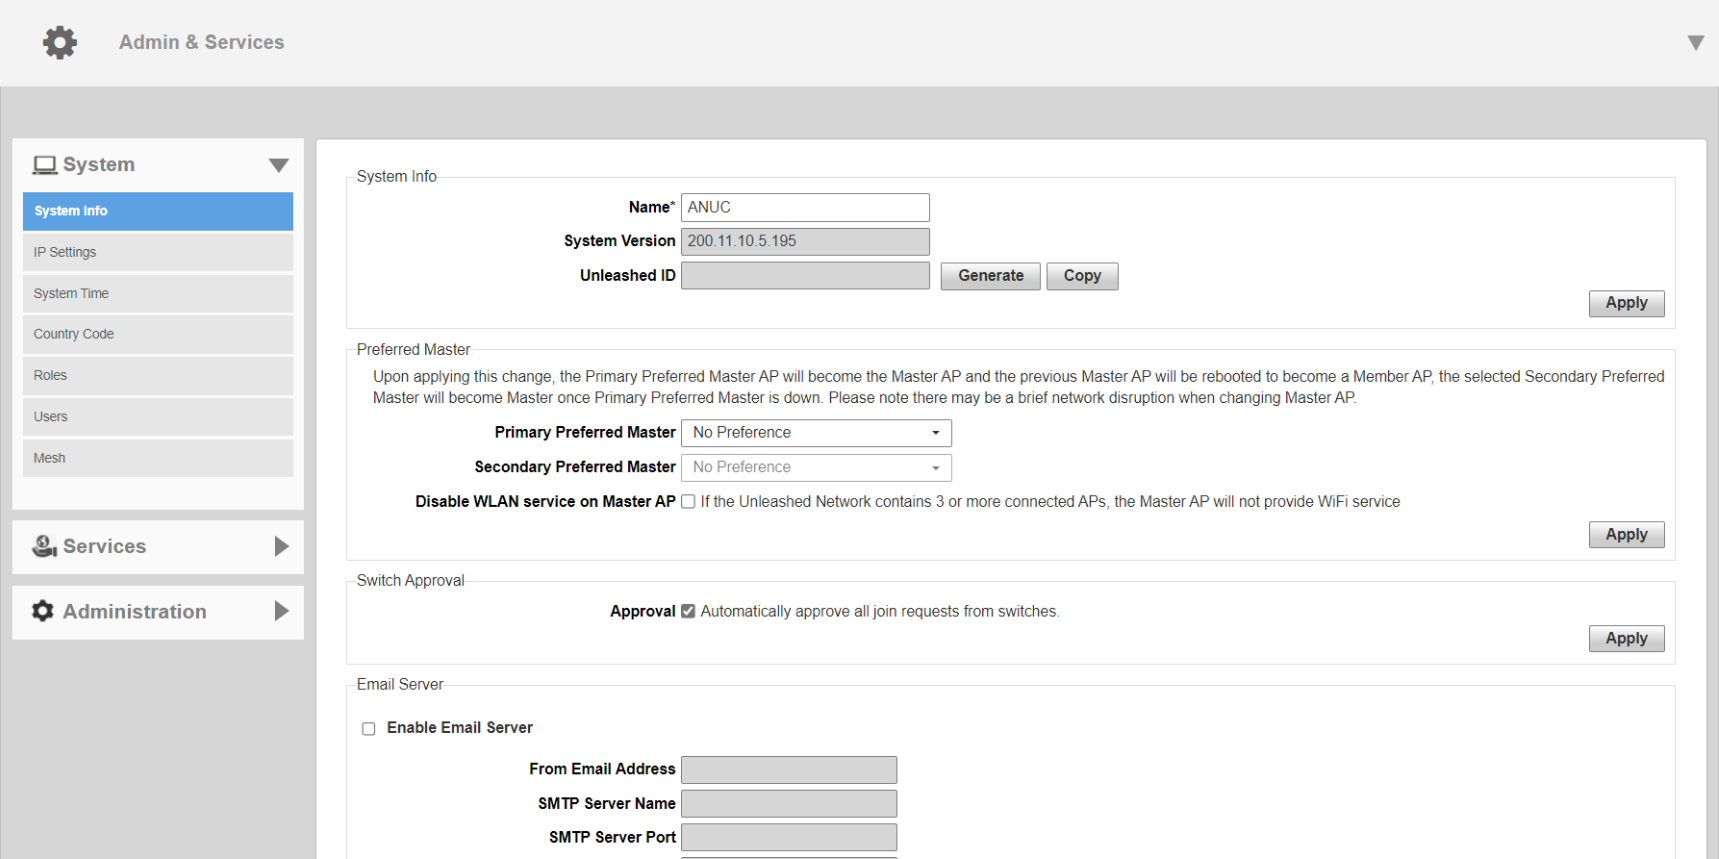 Admin & Services
System
System Info
IP Settings
System Time
Country Code
Roles
Users
Mesh
Services
Administration
System Info
Name* ANUC
System Version 200.11.10.5.195
Unleashed ID Generate Copy
Apply
Preferred Master
Upon applying this change, the Primary Preferred Master AP will become the Master AP and the previous Master AP will be rebooted to become a Member AP, the selected Secondary Preferred
Master will become Master once Primary Preferred Master is down. Please note there may be a brief network disruption when changing Master AP.
Primary Preferred Master No Preference
Secondary Preferred Master No Preference
Disable WLAN service on Master AP If the Unleashed Network contains 3 or more connected APs, the Master AP will not provide WiFi service
Apply
Switch Approval
Approval Automatically approve all join requests from switches.
Apply
Email Server
Enable Email Server
From Email Address
SMTP Server Name
SMTP Server Port